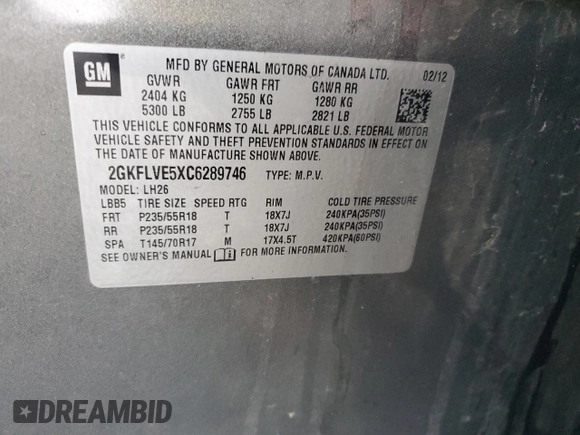 GM
MFD BY GENERAL MOTORS OF CANADA LTD. 02/12
GVWR GAWR FRT GAWR RR
2404 KG 1250 KG 1280 KG
5300 LB 2755 LB 2821 LB
THIS VEHICLE CONFORMS TO ALL APPLICABLE U.S. FEDERAL MOTOR
VEHICLE SAFETY AND THEFT PREVENTION STANDARDS IN EFFECT ON
THE DATE OF MANUFACTURE SHOWN ABOVE.
2GKFLVE5XC6289746 TYPE: M.P.V.
MODEL: LH26
LBB5 TIRE SIZE SPEED RTG RIM COLD TIRE PRESSURE
FRT P235/55R18 T 18X7J 240KPA(35PSI)
RR P235/55R18 T 18X7J 240KPA(35PSI)
SPA T145/70R17 M 17X4.5T 420KPA(60PSI)
SEE OWNER'S MANUAL i FOR MORE INFORMATION.
DREAMBID